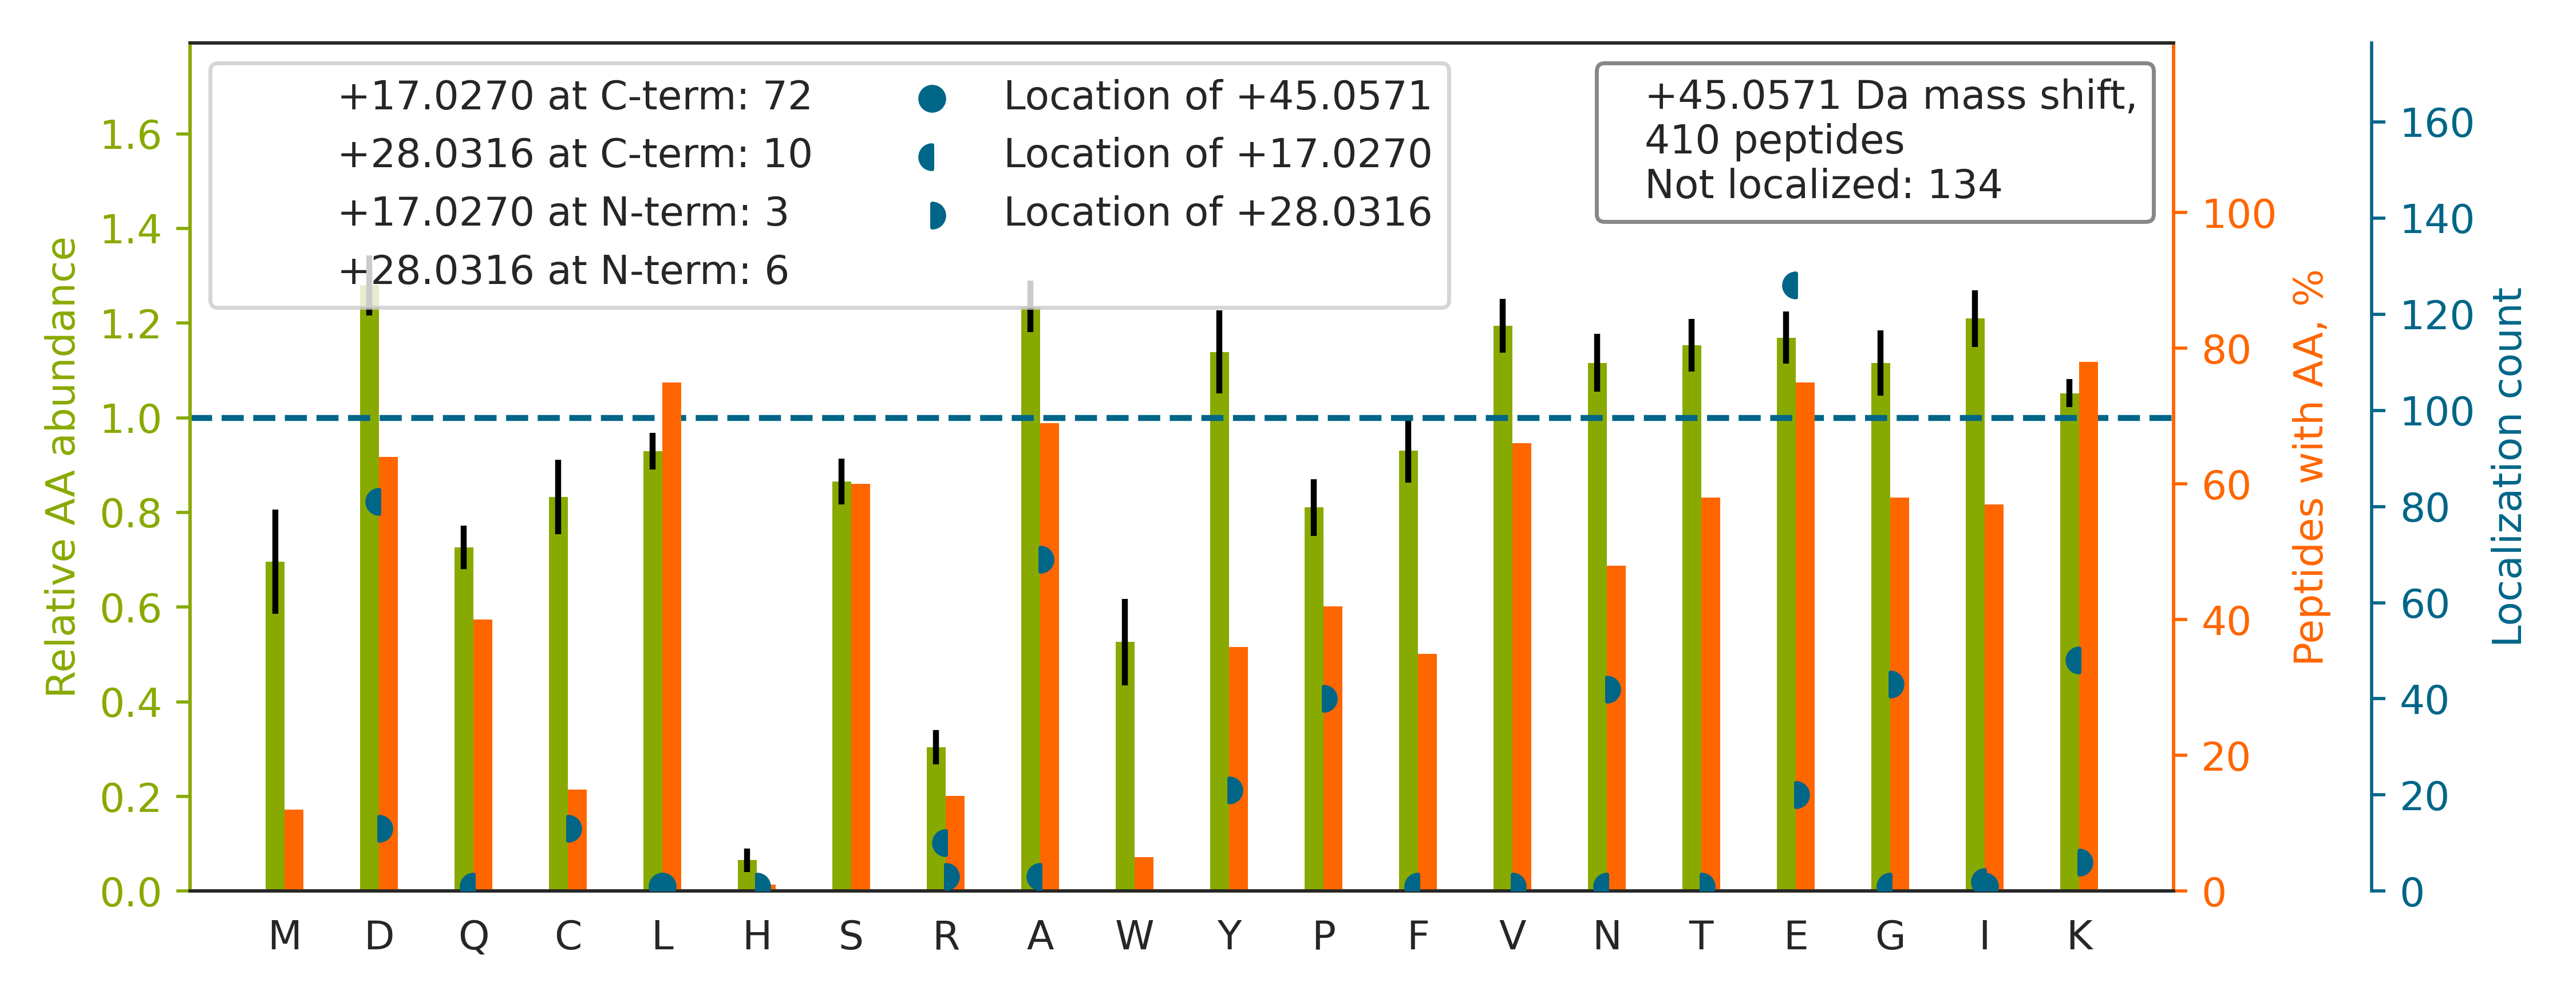 +17.0270 at C-term: 72
+28.0316 at C-term: 10
+17.0270 at N-term: 3
+28.0316 at N-term: 6
Location of +45.0571
Location of +17.0270
Location of +28.0316
+45.0571 Da mass shift,
410 peptides
Not localized: 134
Relative AA abundance
1.6
1.4
1.2
1.0
0.8
0.6
0.4
0.2
0.0
M D Q C L H S R A W Y P F V N T E G I K
100
80
60
40
20
0
Peptides with AA, %
160
140
120
100
80
60
40
20
0
Localization count